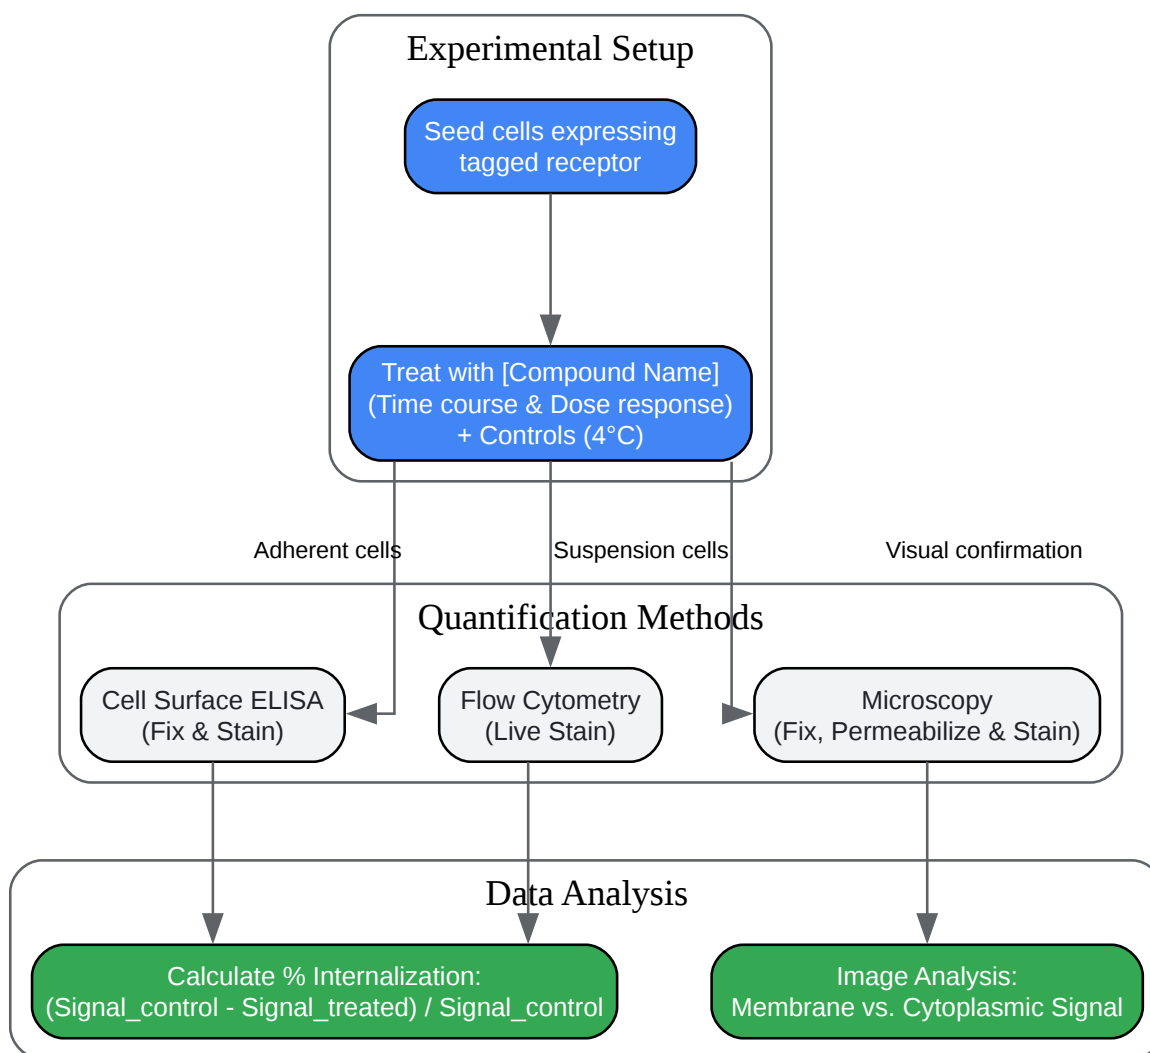 Experimental Setup
Seed cells expressing
tagged receptor
Treat with [Compound Name]
(Time course & Dose response)
+ Controls (4°C)
Adherent cells
Suspension cells
Visual confirmation
Quantification Methods
Cell Surface ELISA
(Fix & Stain)
Flow Cytometry
(Live Stain)
Microscopy
(Fix, Permeabilize & Stain)
Data Analysis
Calculate % Internalization:
(Signal_control - Signal_treated) / Signal_control
Image Analysis:
Membrane vs. Cytoplasmic Signal